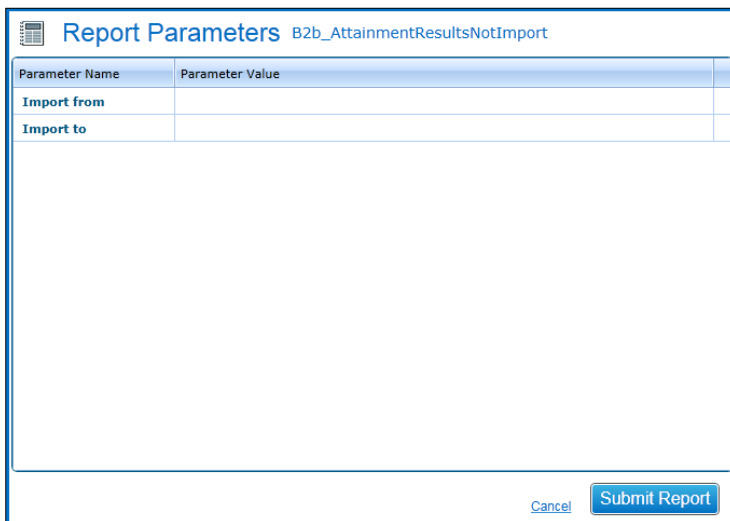 Report Parameters B2b_AttainmentResultsNotImport
Parameter Name Parameter Value
Import from
Import to
Cancel Submit Report